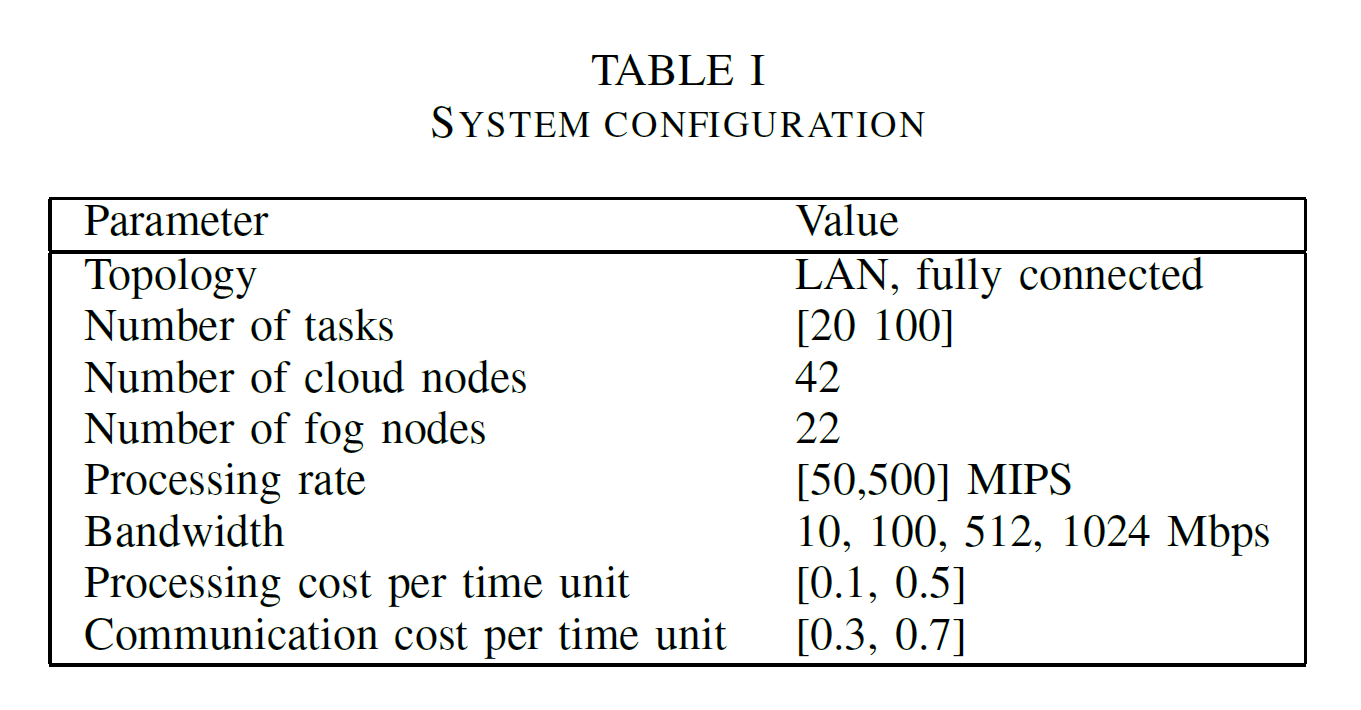 TABLE I
SYSTEM CONFIGURATION
Parameter Value
Topology LAN, fully connected
Number of tasks [20 100]
Number of cloud nodes 42
Number of fog nodes 22
Processing rate [50,500] MIPS
Bandwidth 10, 100, 512, 1024 Mbps
Processing cost per time unit [0.1, 0.5]
Communication cost per time unit [0.3, 0.7]